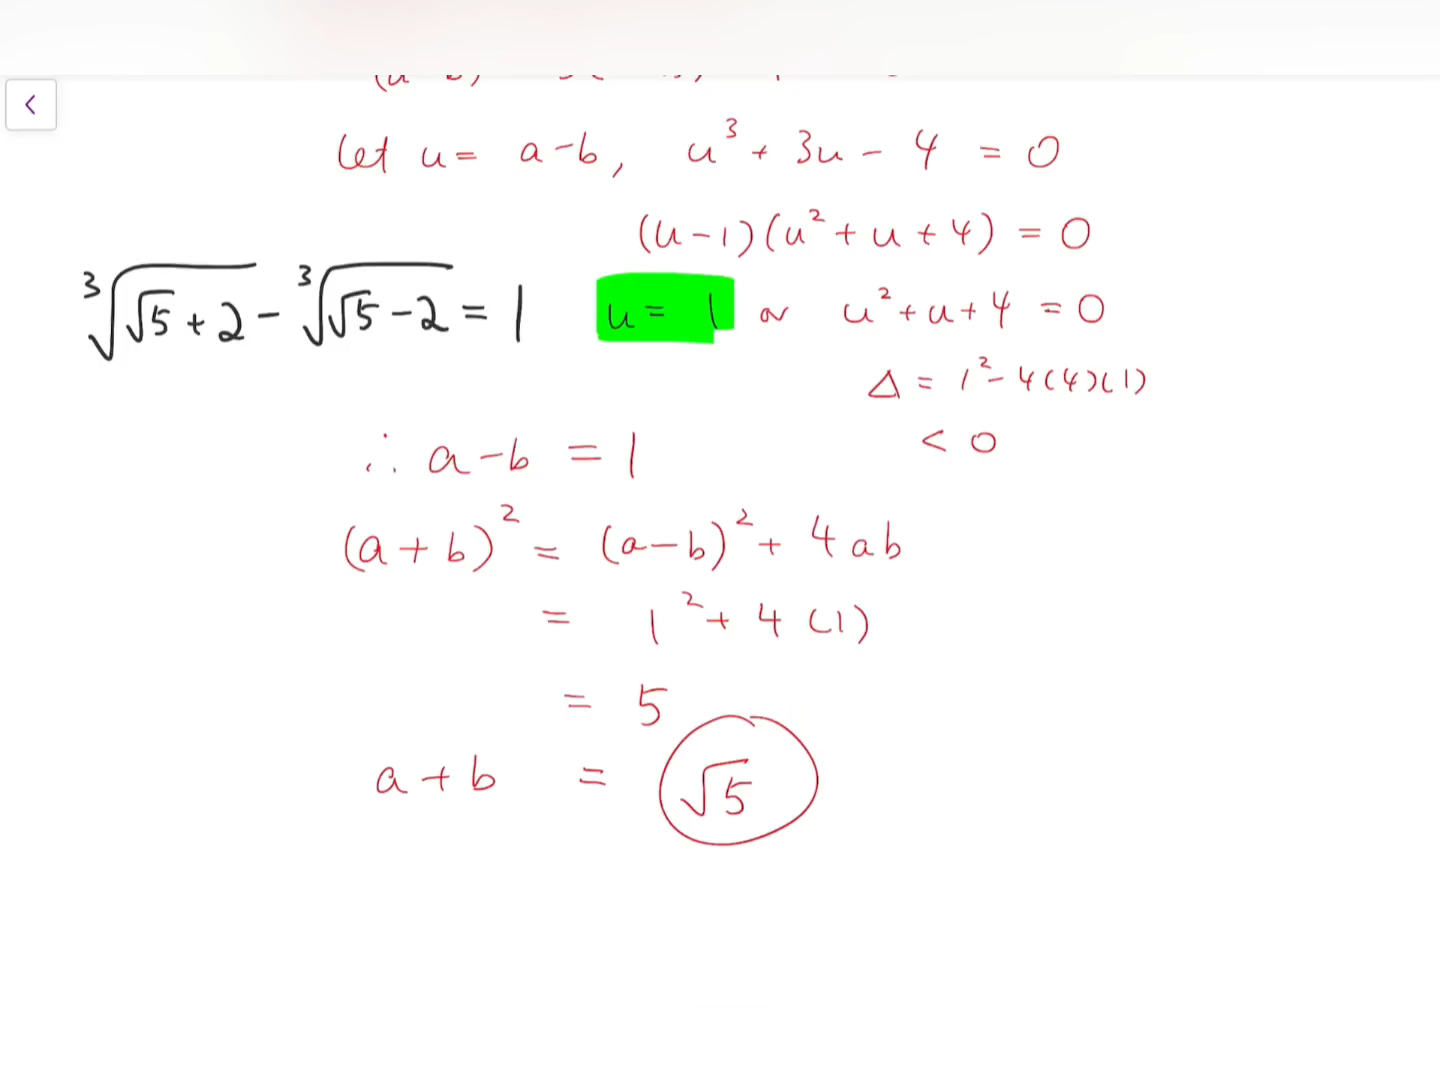 Let u = a-b, u³ + 3u - 4 = 0
(u-1)(u² + u + 4) = 0
∛(√5 + 2) - ∛(√5 - 2) = 1 u = 1 or u² + u + 4 = 0
Δ = 1² - 4(4)(1)
< 0
∴ a-b = 1
(a+b)² = (a-b)² + 4ab
= 1² + 4(1)
= 5
a+b = √5